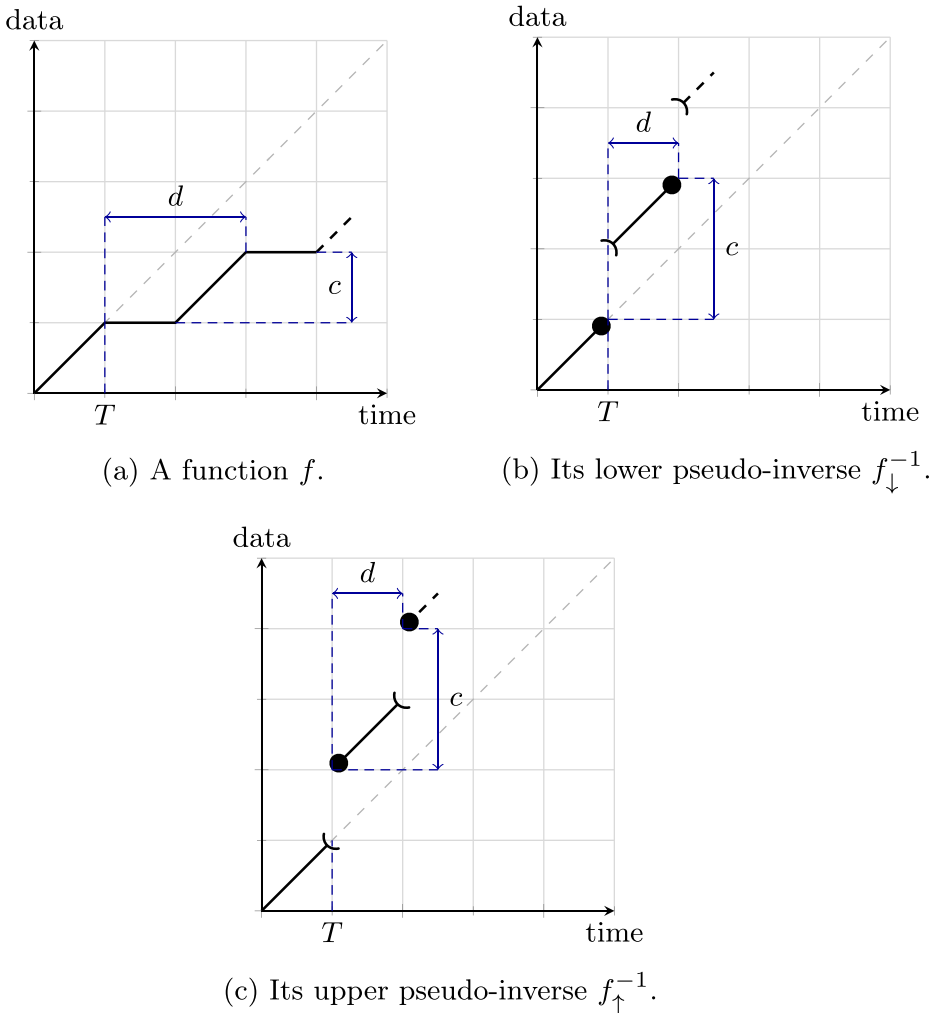 data
d
c
T
time
(a) A function f.
data
d
c
T
time
(b) Its lower pseudo-inverse f↓⁻¹.
data
d
c
T
time
(c) Its upper pseudo-inverse f↑⁻¹.